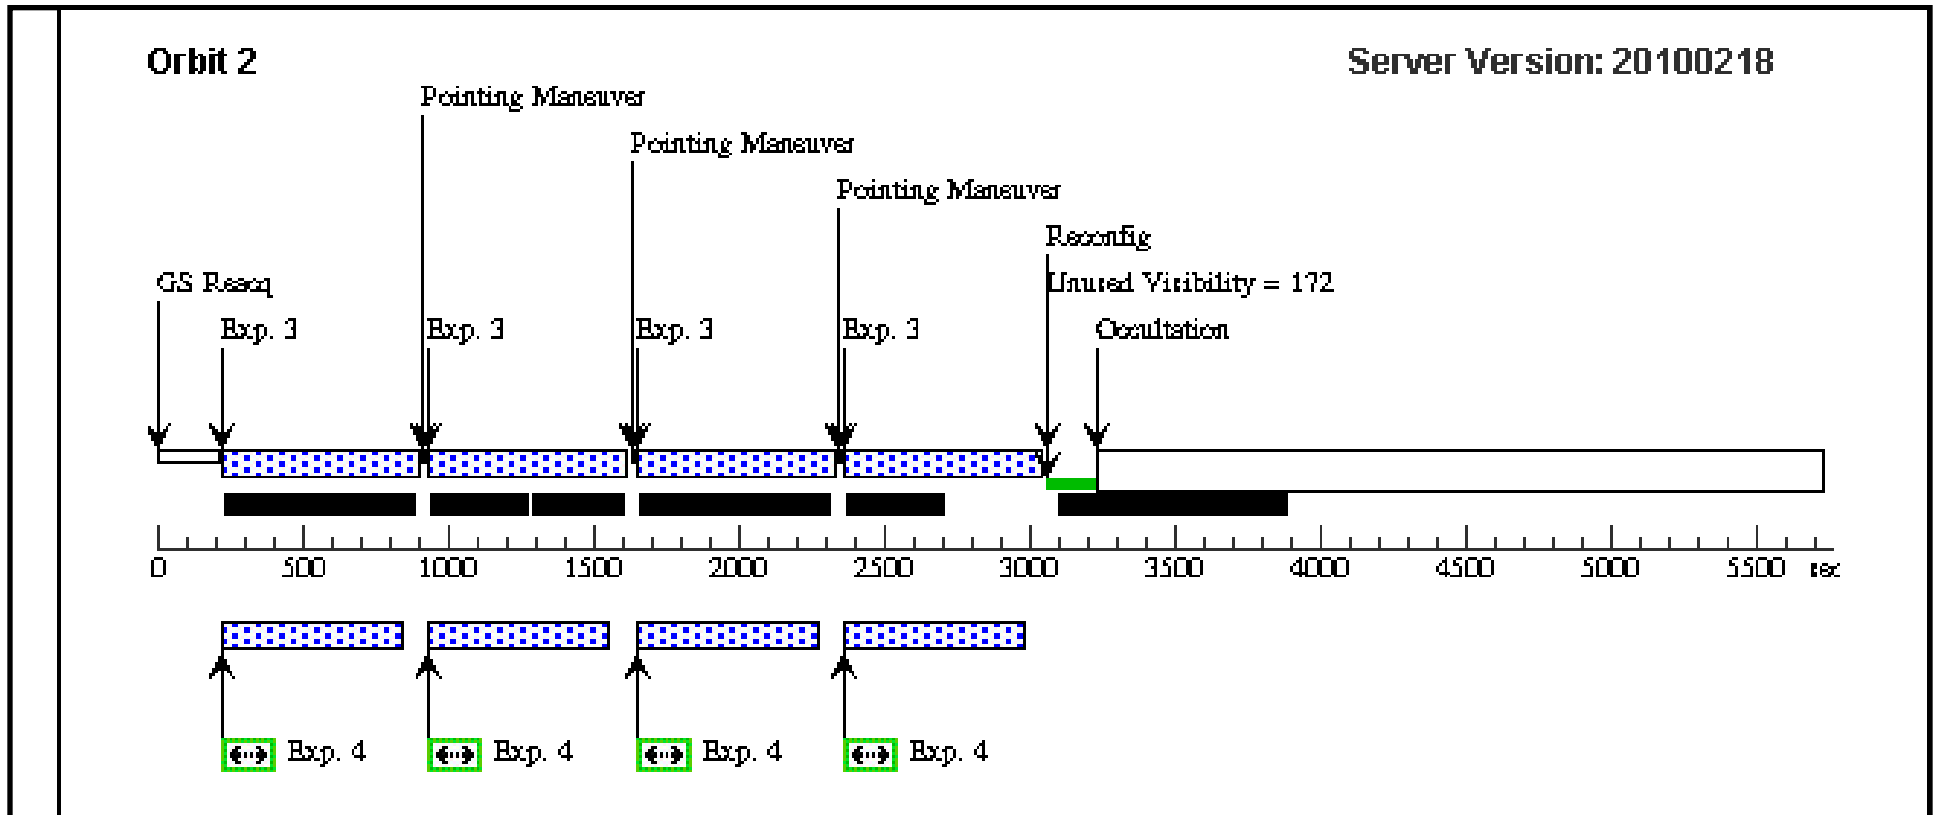 Orbit 2
Server Version: 20100218
Pointing Maneuver
Pointing Maneuver
Pointing Maneuver
Reconfig
GS Reacq
Unused Visibility = 172
Exp. 3 Exp. 3 Exp. 3 Exp. 3 Occultation
0 500 1000 1500 2000 2500 3000 3500 4000 4500 5000 5500 sec
Exp. 4 Exp. 4 Exp. 4 Exp. 4